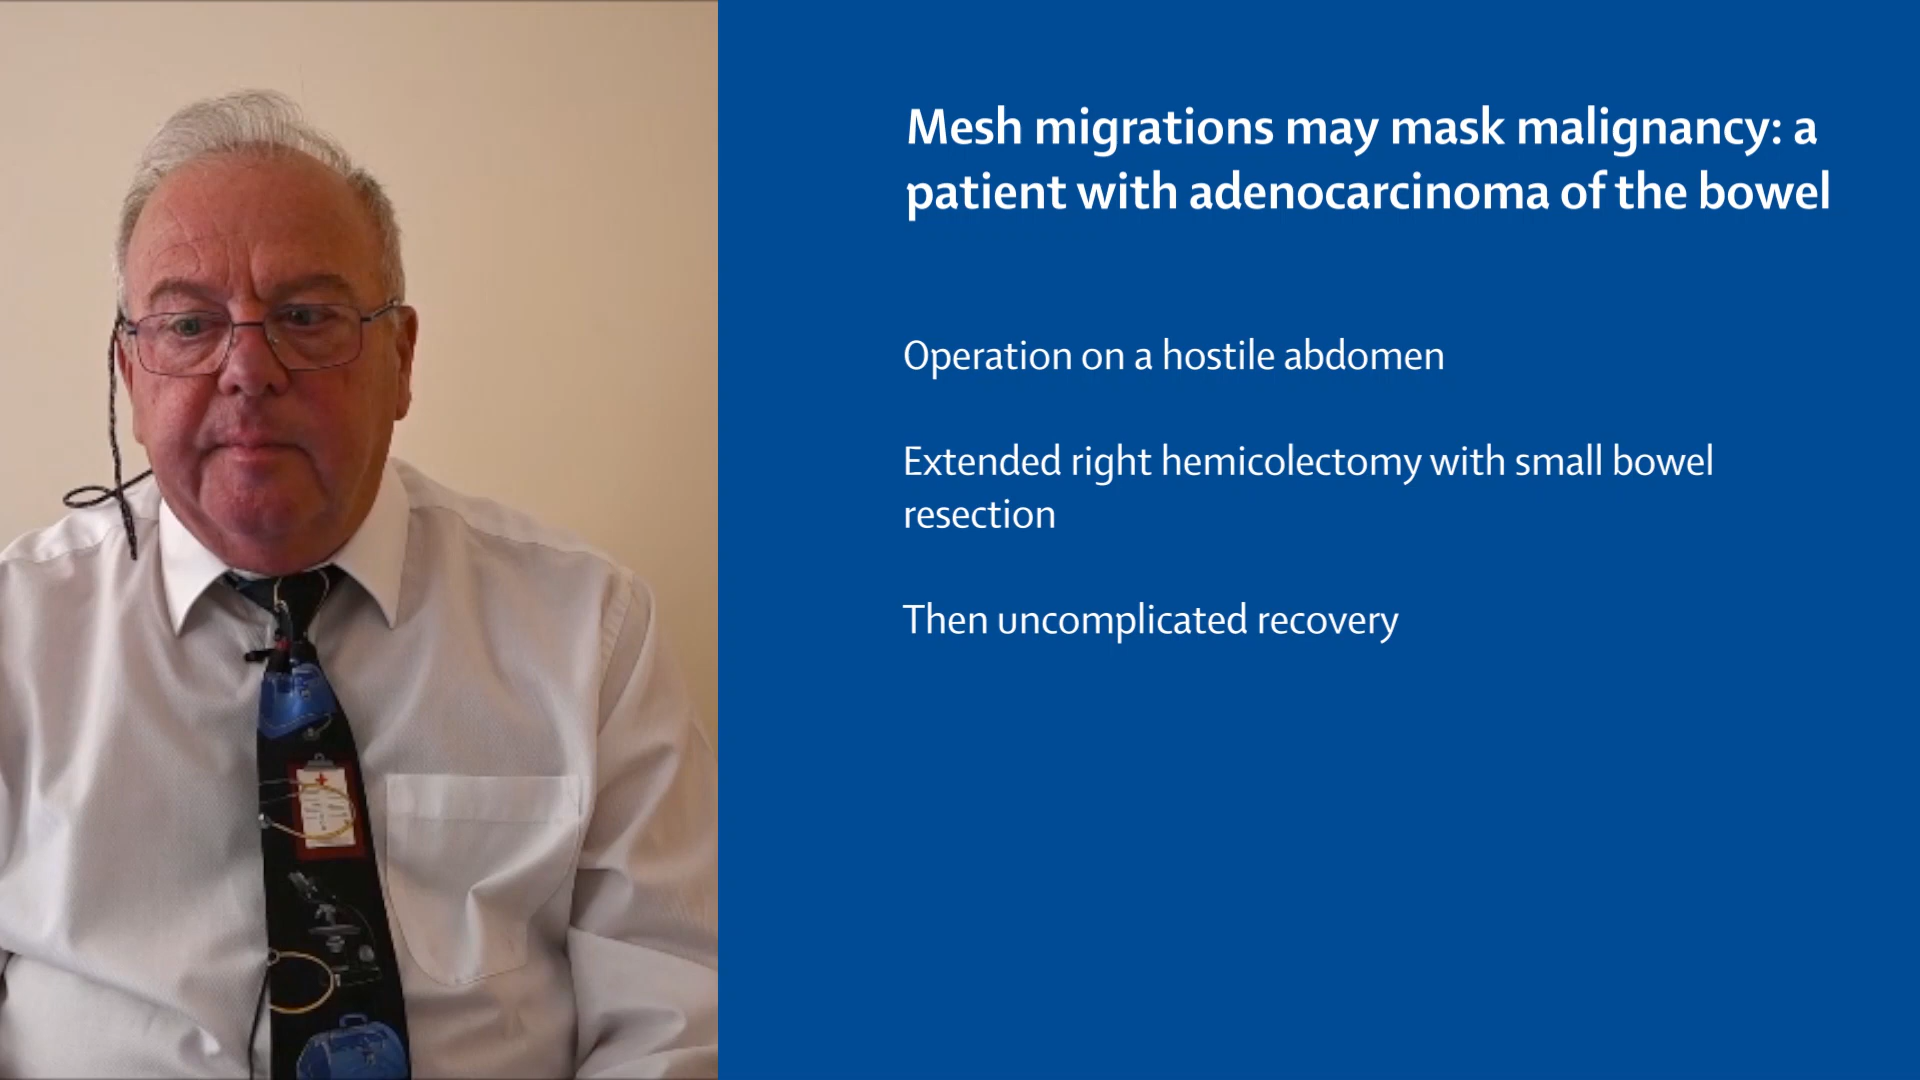 Mesh migrations may mask malignancy: a
patient with adenocarcinoma of the bowel
Operation on a hostile abdomen
Extended right hemicolectomy with small bowel
resection
Then uncomplicated recovery